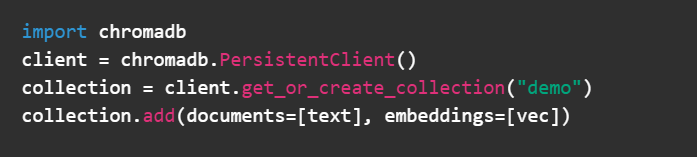 import chromadb
client = chromadb.PersistentClient()
collection = client.get_or_create_collection("demo")
collection.add(documents=[text], embeddings=[vec])